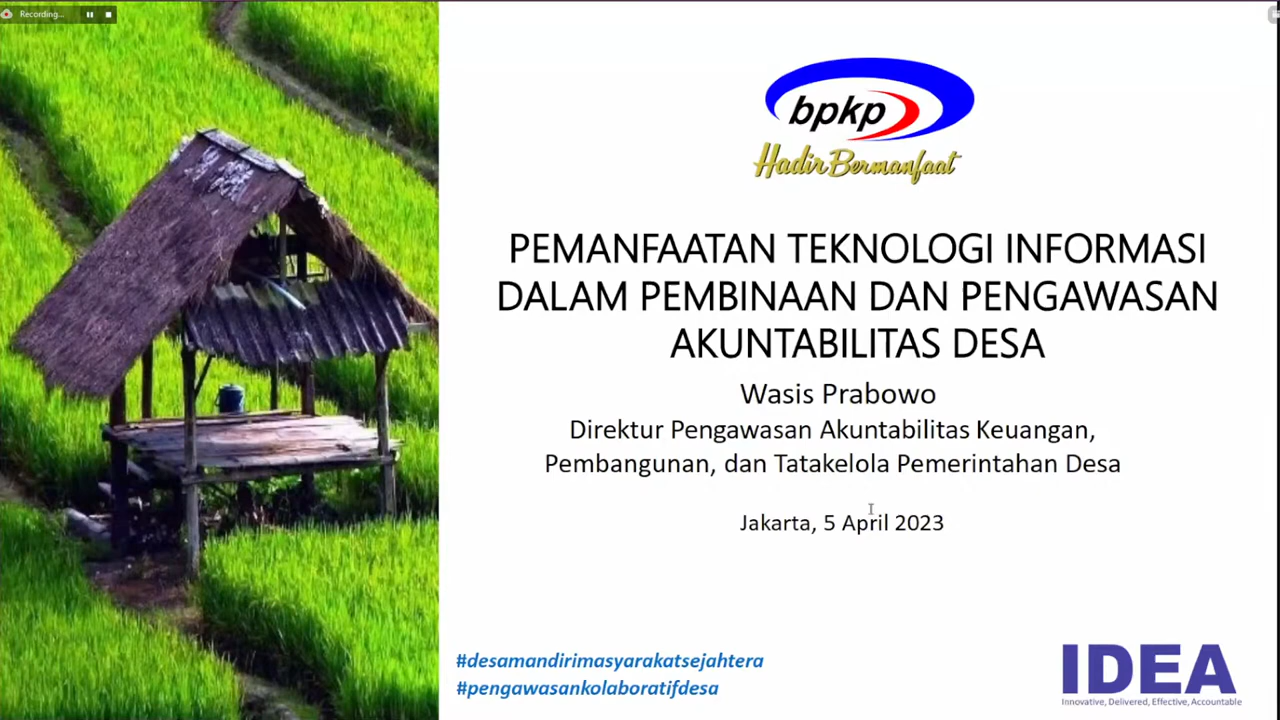 Recording...
bpkp
Hadir Bermanfaat
PEMANFAATAN TEKNOLOGI INFORMASI
DALAM PEMBINAAN DAN PENGAWASAN
AKUNTABILITAS DESA
Wasis Prabowo
Direktur Pengawasan Akuntabilitas Keuangan,
Pembangunan, dan Tatakelola Pemerintahan Desa
Jakarta, 5 April 2023
#desamandirimasyarakatsejahtera
#pengawasankolaboratifdesa
IDEA
Innovative, Delivered, Effective, Accountable